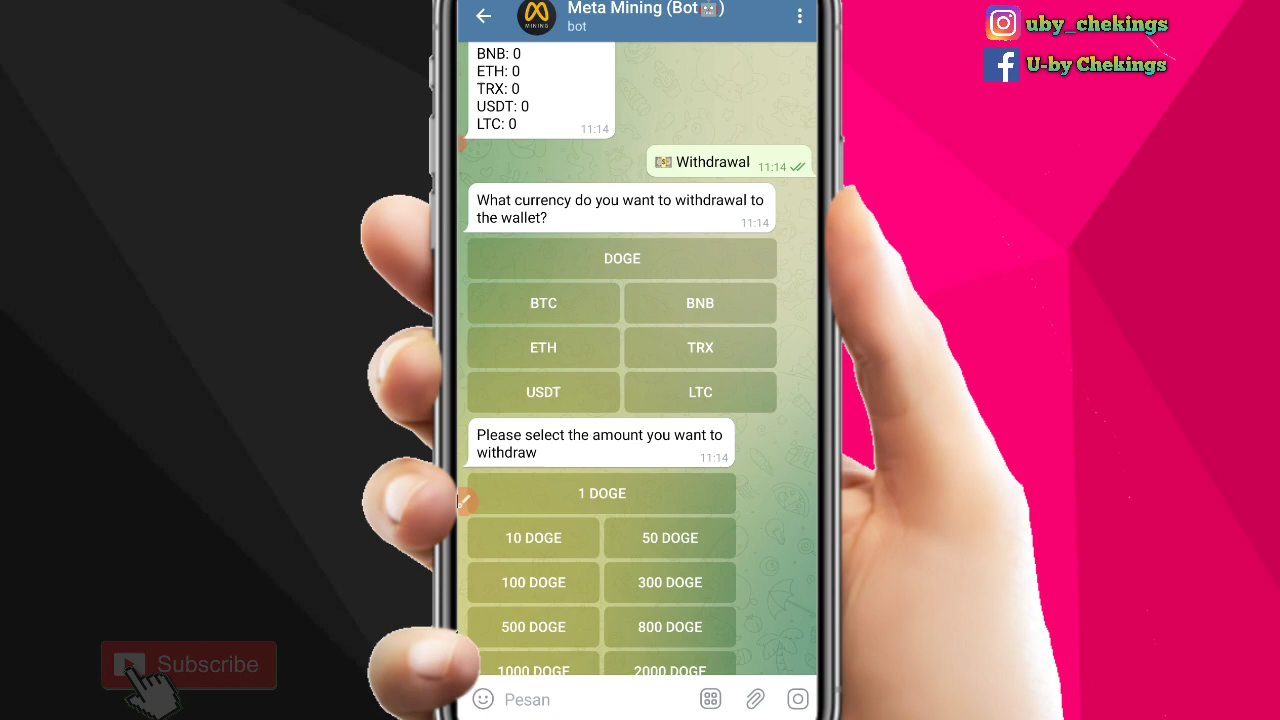 Meta Mining (Bot🤖)
bot
MINING
uby_chekings
U-by Chekings
BNB: 0
ETH: 0
TRX: 0
USDT: 0
LTC: 0
11:14
💵 Withdrawal 11:14
What currency do you want to withdrawal to
the wallet?
11:14
DOGE
BTC BNB
ETH TRX
USDT LTC
Please select the amount you want to
withdraw
11:14
1 DOGE
10 DOGE 50 DOGE
100 DOGE 300 DOGE
500 DOGE 800 DOGE
1000 DOGE 2000 DOGE
Pesan
Subscribe